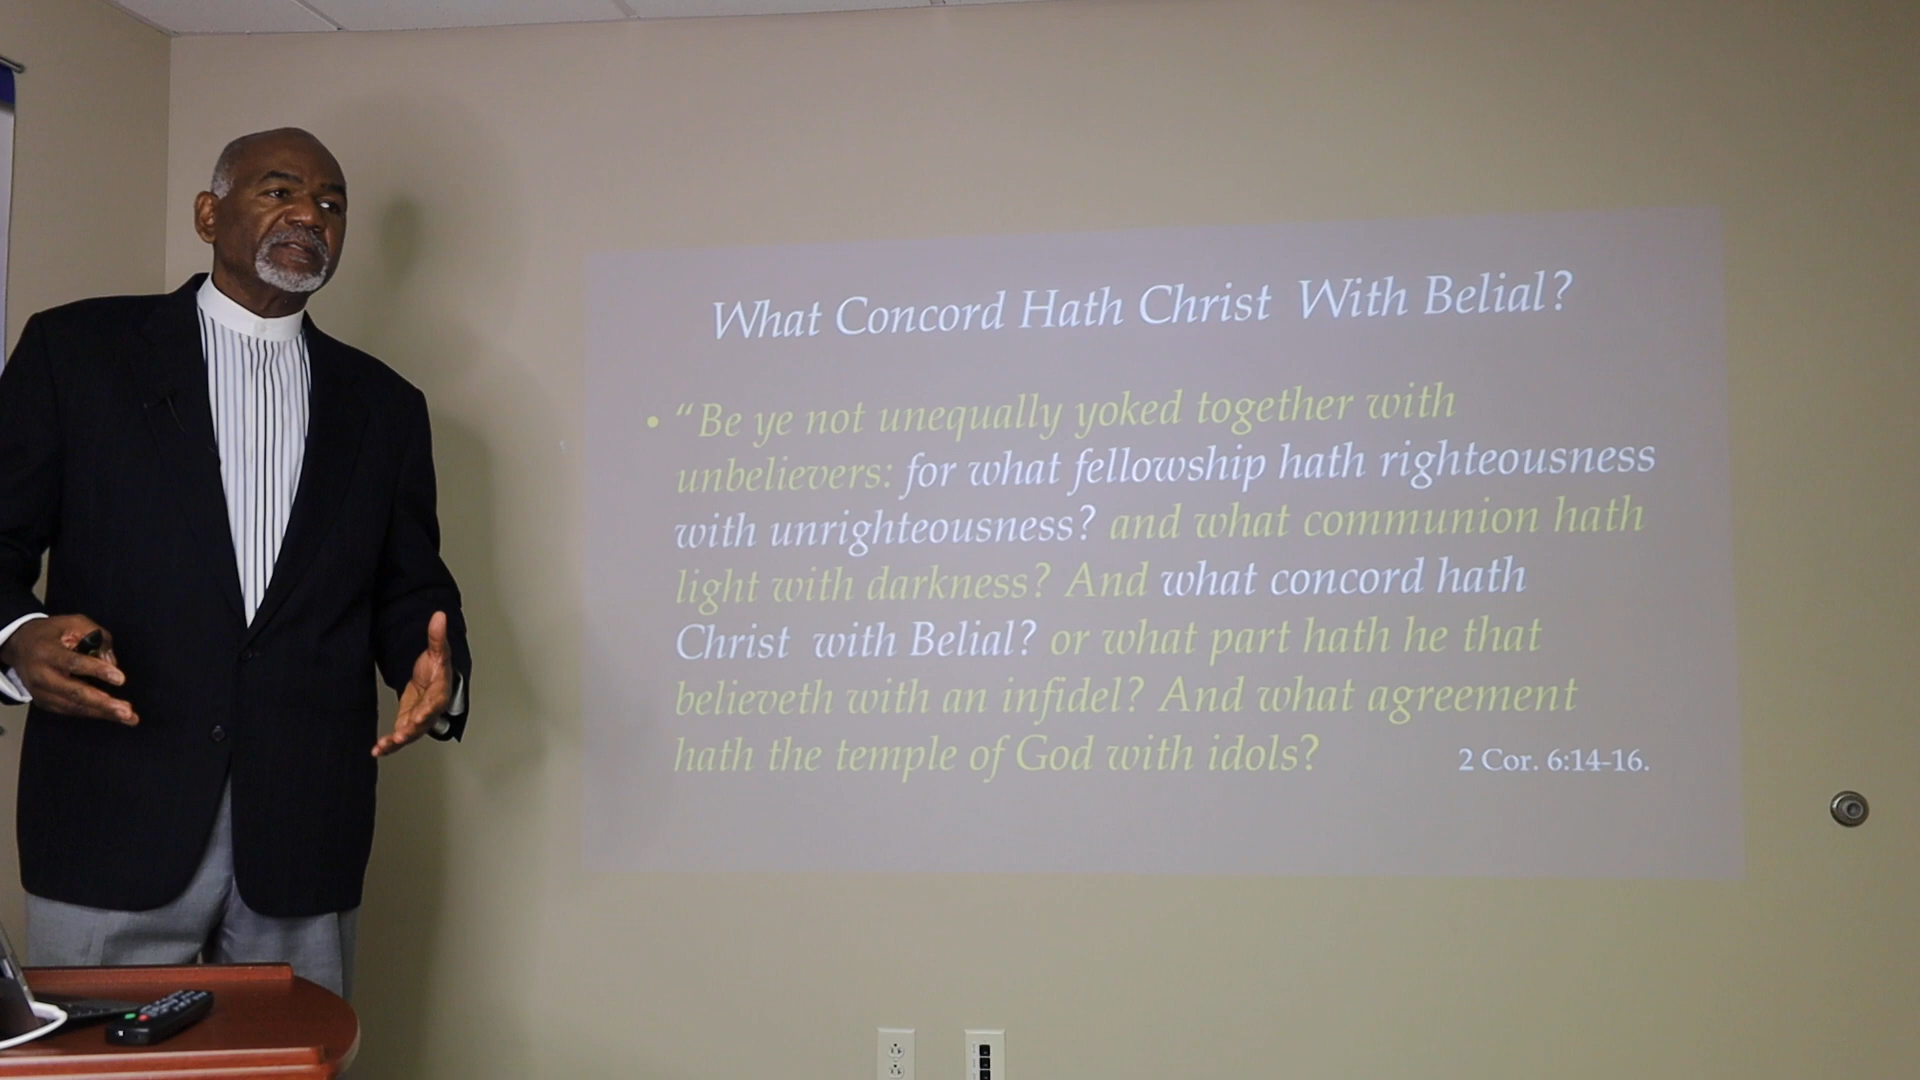 What Concord Hath Christ With Belial?
• "Be ye not unequally yoked together with
unbelievers: for what fellowship hath righteousness
with unrighteousness? and what communion hath
light with darkness? And what concord hath
Christ with Belial? or what part hath he that
believeth with an infidel? And what agreement
hath the temple of God with idols? 2 Cor. 6:14-16.